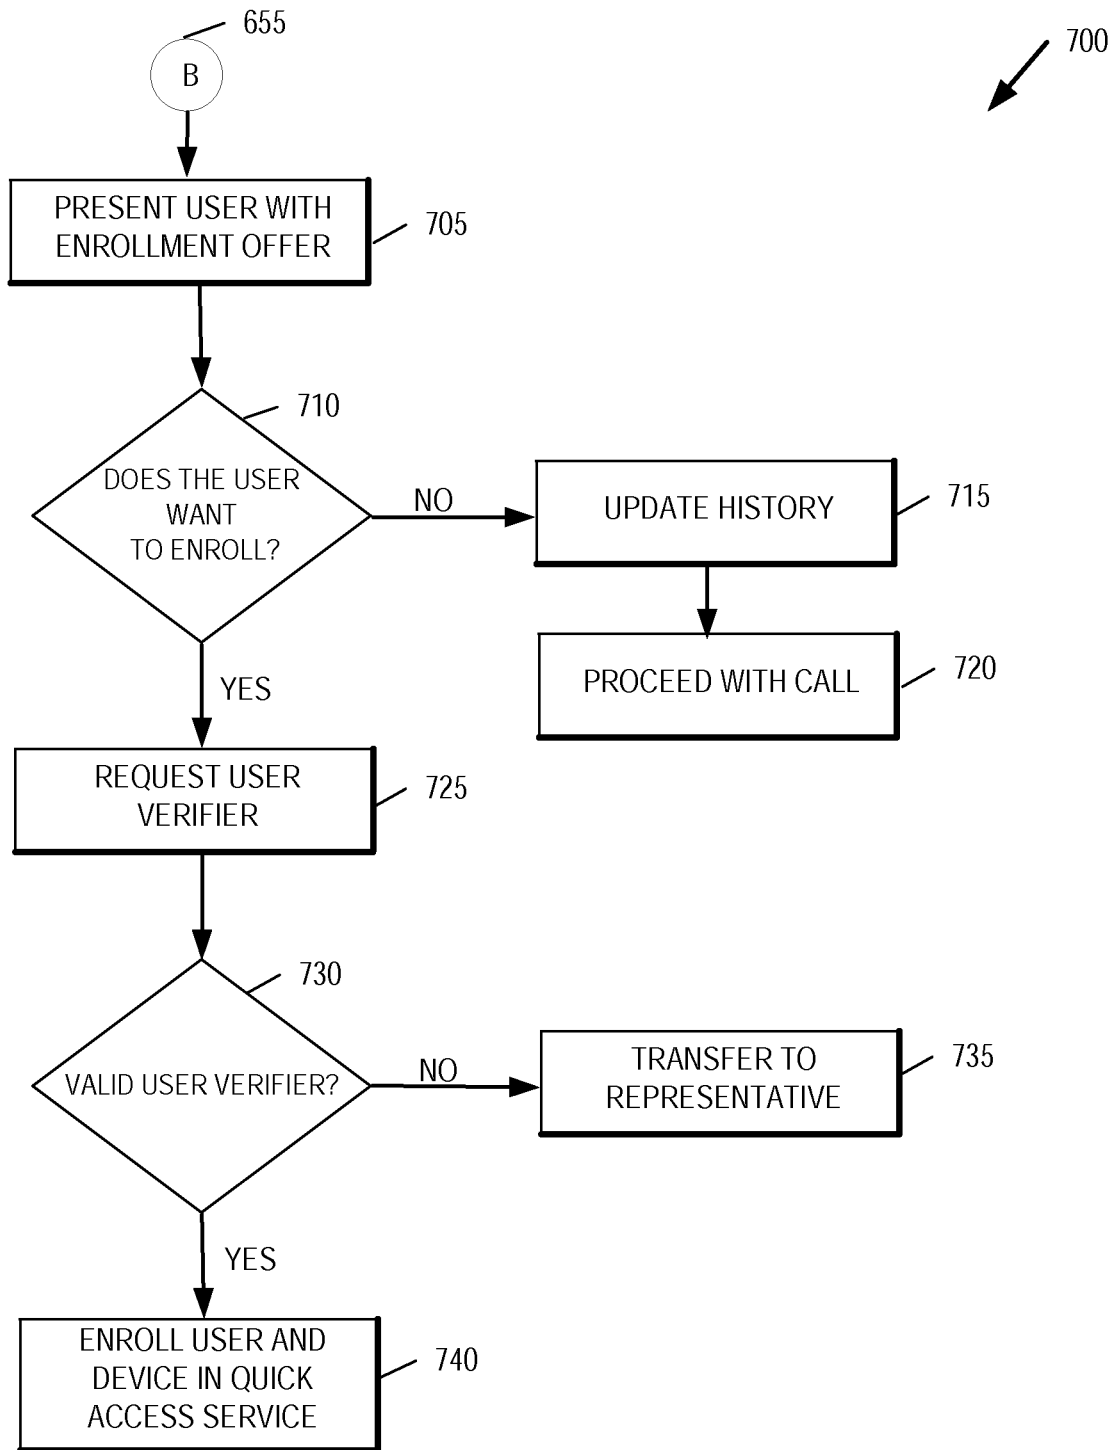 655
B
700
PRESENT USER WITH
ENROLLMENT OFFER
705
710
DOES THE USER
WANT
TO ENROLL?
NO
UPDATE HISTORY
715
PROCEED WITH CALL
720
YES
REQUEST USER
VERIFIER
725
730
VALID USER VERIFIER?
NO
TRANSFER TO
REPRESENTATIVE
735
YES
ENROLL USER AND
DEVICE IN QUICK
ACCESS SERVICE
740